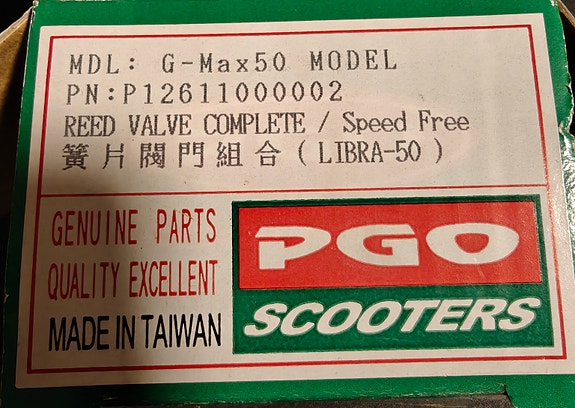 MDL: G-Max50 MODEL
PN:P12611000002
REED VALVE COMPLETE / Speed Free
簧片閥門組合(LIBRA-50)
GENUINE PARTS
QUALITY EXCELLENT
MADE IN TAIWAN
PGO
SCOOTERS